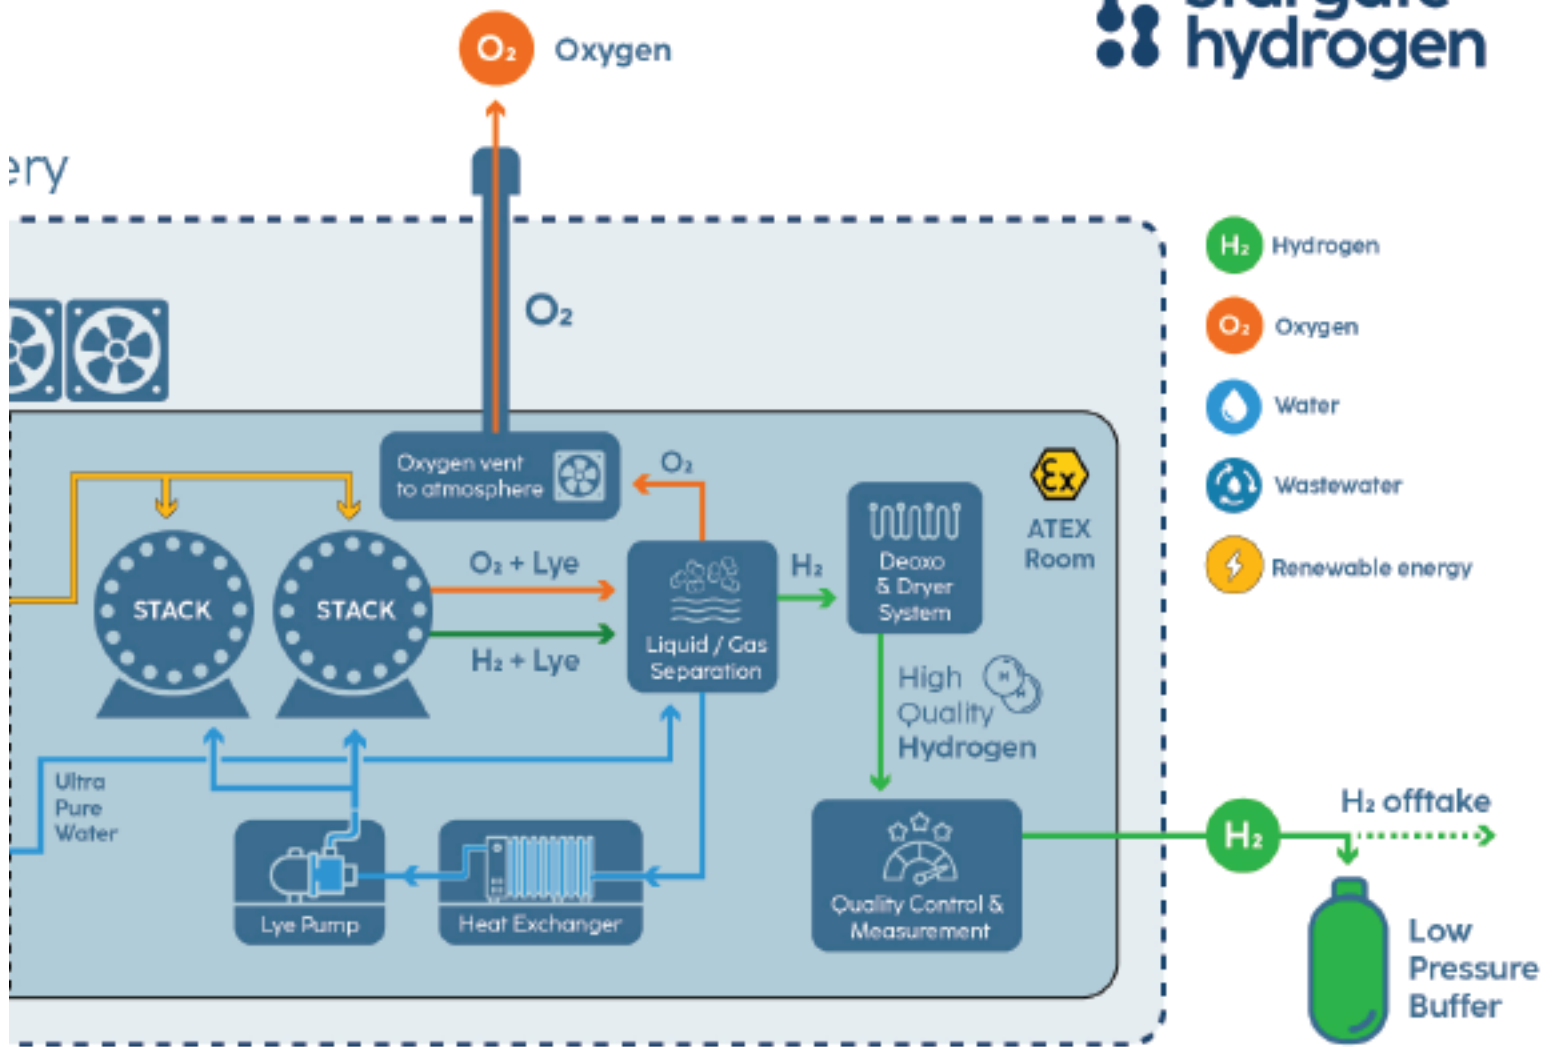 hydrogen
O₂ Oxygen
ery
H₂ Hydrogen
O₂
O₂ Oxygen
Water
Wastewater
Renewable energy
Oxygen vent
to atmosphere
O₂
Ex
ATEX
Room
STACK
STACK
O₂ + Lye
H₂ + Lye
Liquid / Gas
Separation
H₂
Deoxo
& Dryer
System
High
Quality
Hydrogen
H H
Ultra
Pure
Water
Lye Pump
Heat Exchanger
Quality Control &
Measurement
H₂
H₂ offtake
Low
Pressure
Buffer